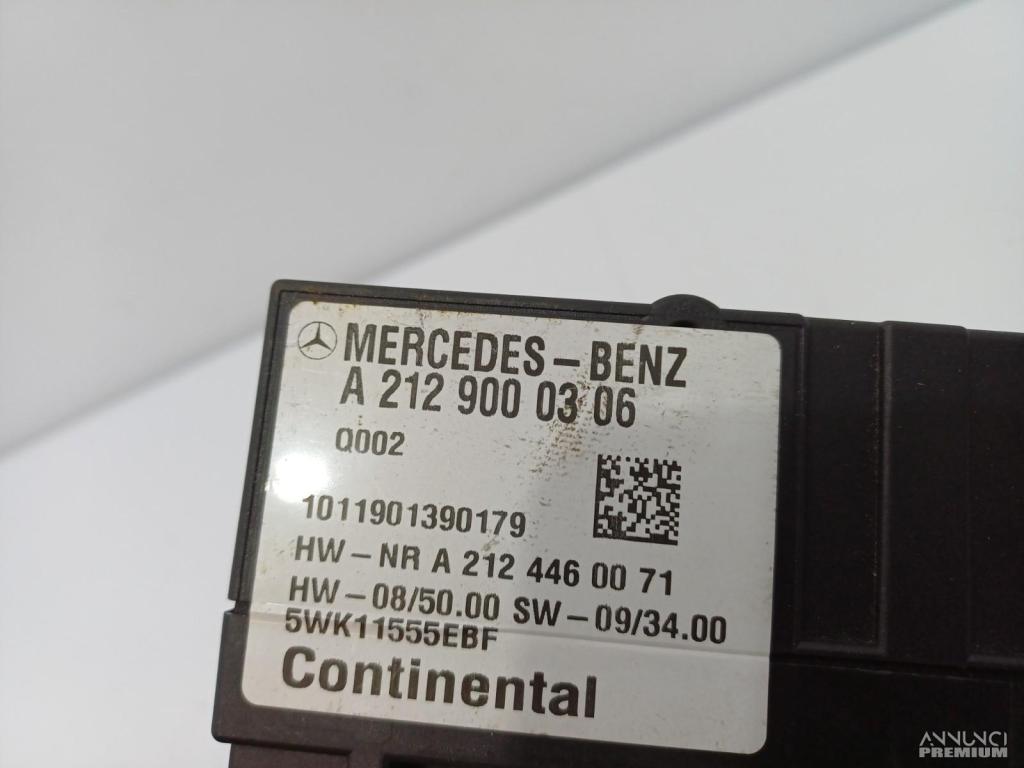 MERCEDES-BENZ
A 212 900 03 06
Q002
1011901390179
HW-NR A 212 446 00 71
HW-08/50.00 SW-09/34.00
5WK11555EBF
Continental
ANNUNCI
PREMIUM